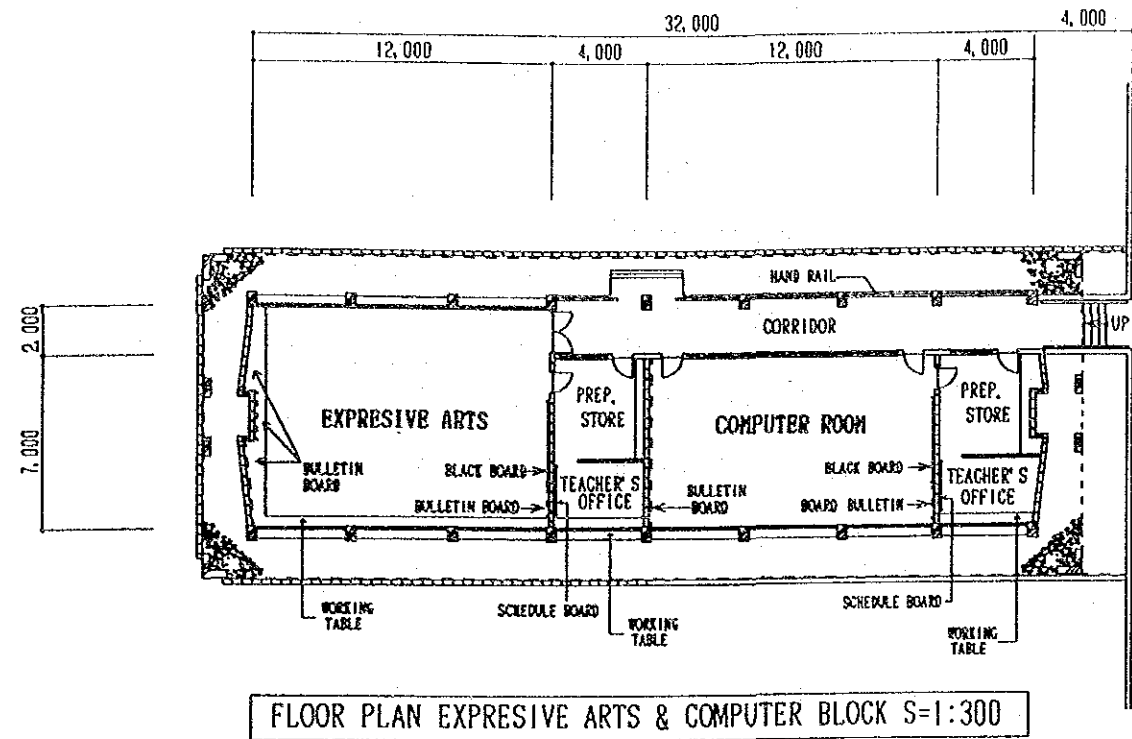 32,000
4,000
12,000
4,000
12,000
4,000
HAND RAIL
CORRIDOR
UP
2,000
7,000
EXPRESIVE ARTS
PREP.
STORE
COMPUTER ROOM
PREP.
STORE
BULLETIN
BOARD
BLACK BOARD
BULLETIN BOARD
TEACHER'S
OFFICE
BULLETIN
BOARD
BLACK BOARD
BOARD BULLETIN
TEACHER'S
OFFICE
WORKING
TABLE
SCHEDULE BOARD
WORKING
TABLE
SCHEDULE BOARD
WORKING
TABLE
FLOOR PLAN EXPRESIVE ARTS & COMPUTER BLOCK S=1:300